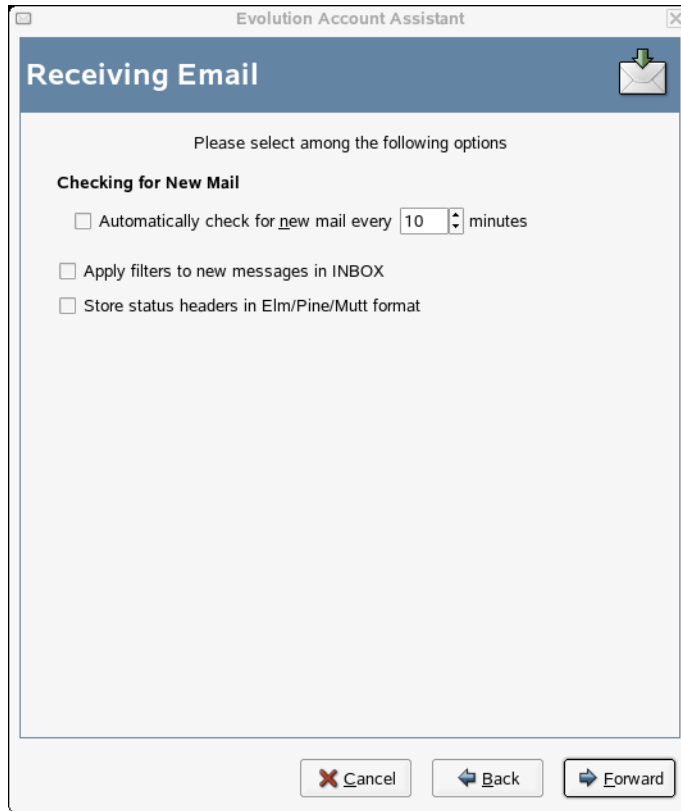 Evolution Account Assistant
Receiving Email
Please select among the following options
Checking for New Mail
Automatically check for new mail every 10 minutes
Apply filters to new messages in INBOX
Store status headers in Elm/Pine/Mutt format
Cancel Back Forward